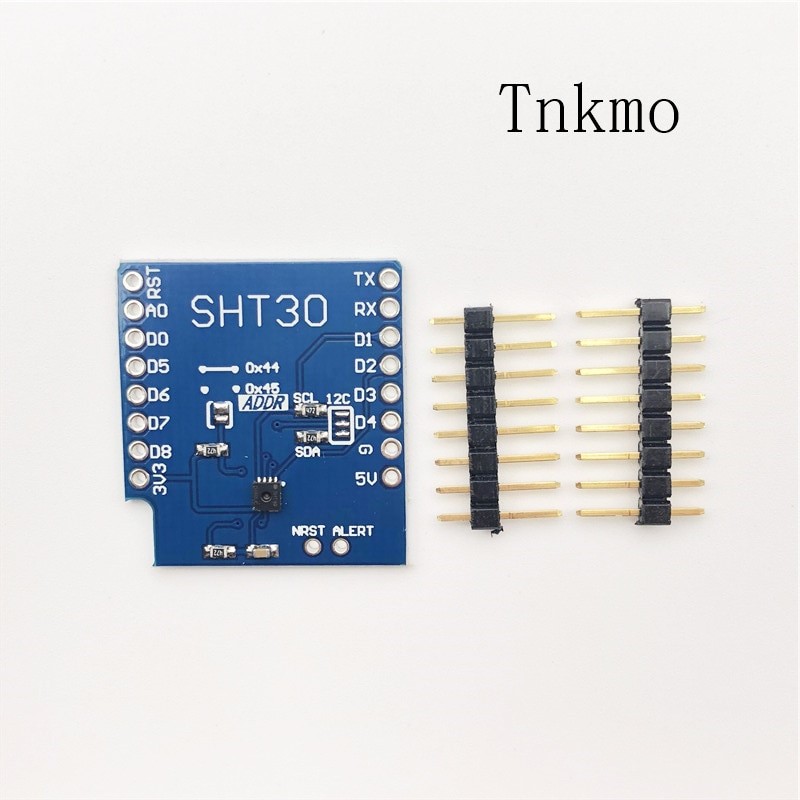 Tnkmo
RST
A0
D0
D5
D6
D7
D8
3V3
SHT30
0x44
0x45
ADDR
SCL I2C
SDA
NRST ALERT
TX
RX
D1
D2
D3
D4
G
5V